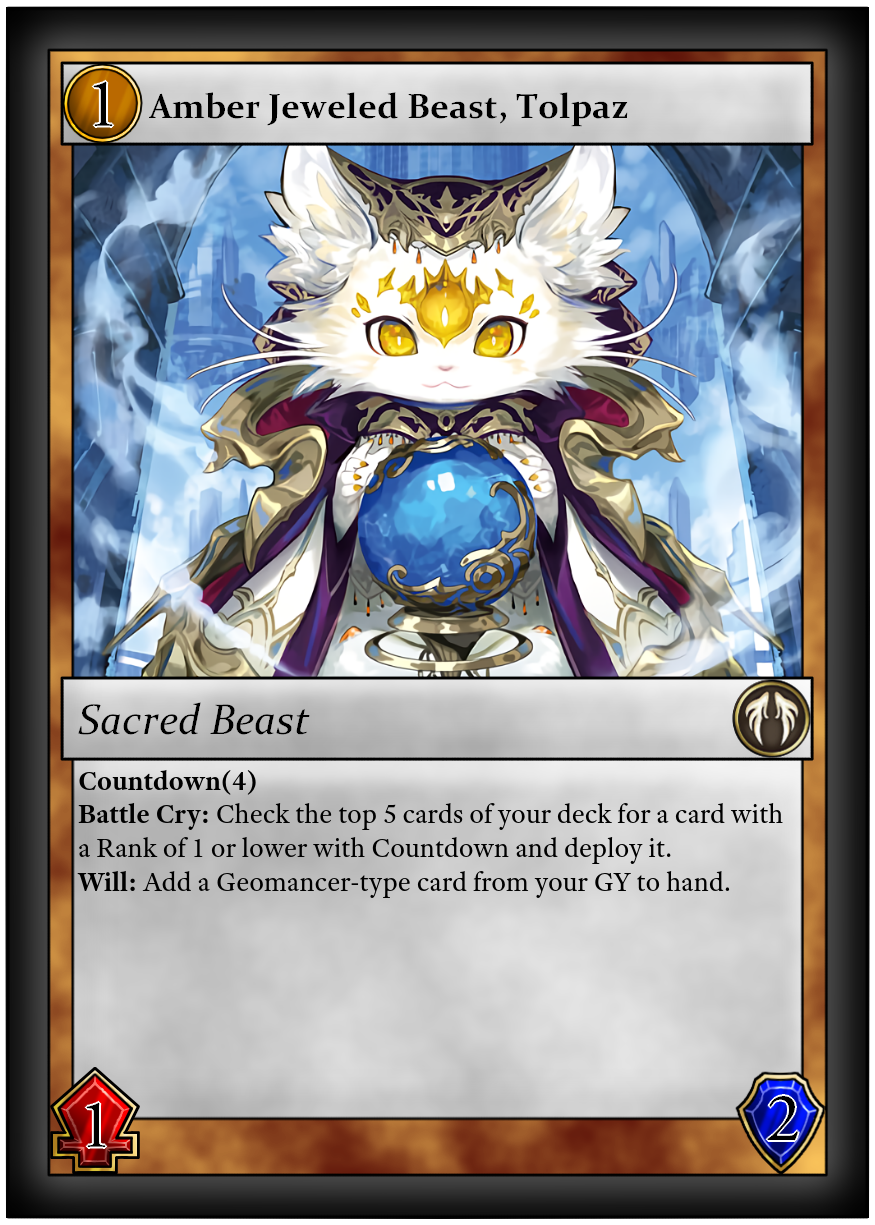 1 Amber Jeweled Beast, Tolpaz
Sacred Beast
Countdown(4)
Battle Cry: Check the top 5 cards of your deck for a card with
a Rank of 1 or lower with Countdown and deploy it.
Will: Add a Geomancer-type card from your GY to hand.
1 2